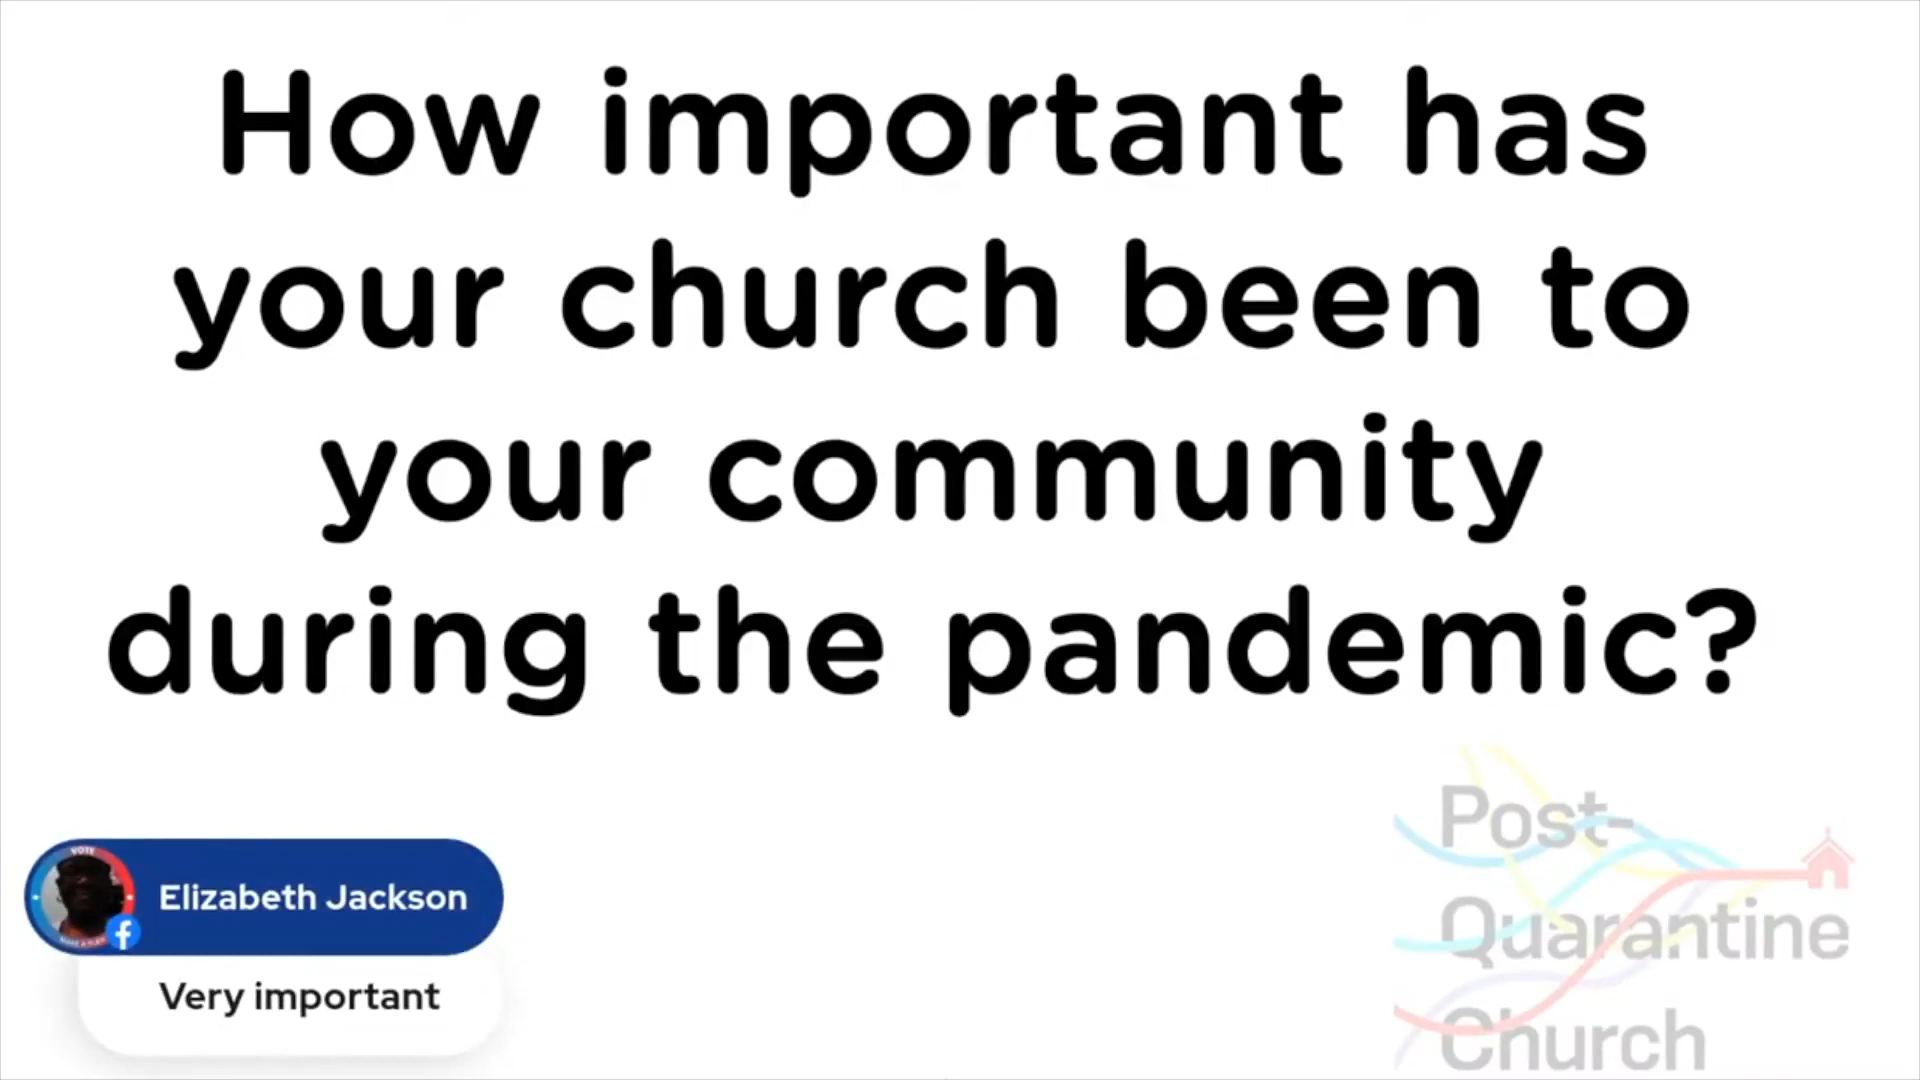 How important has
your church been to
your community
during the pandemic?
VOTE
Elizabeth Jackson
Very important
Post-
Quarantine
Church